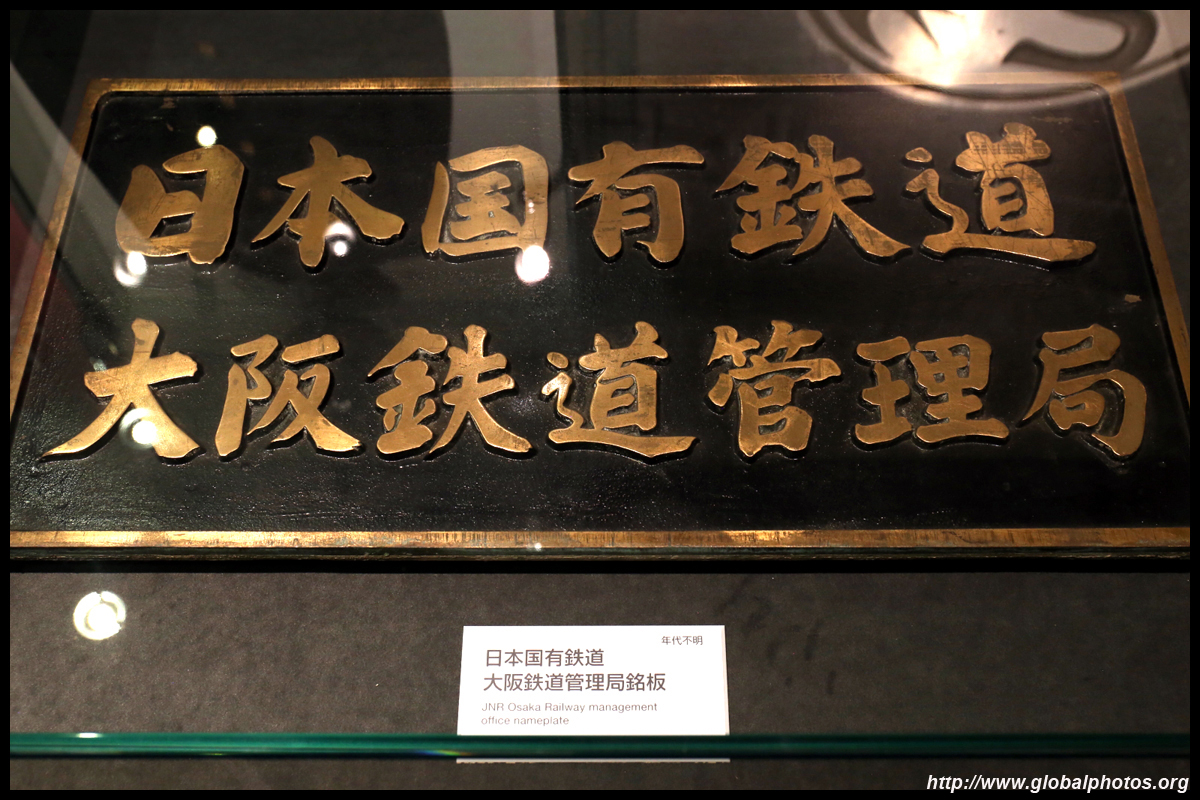 日本国有鉄道
大阪鉄道管理局
年代不明
日本国有鉄道
大阪鉄道管理局銘板
JNR Osaka Railway management
office nameplate
http://www.globalphotos.org